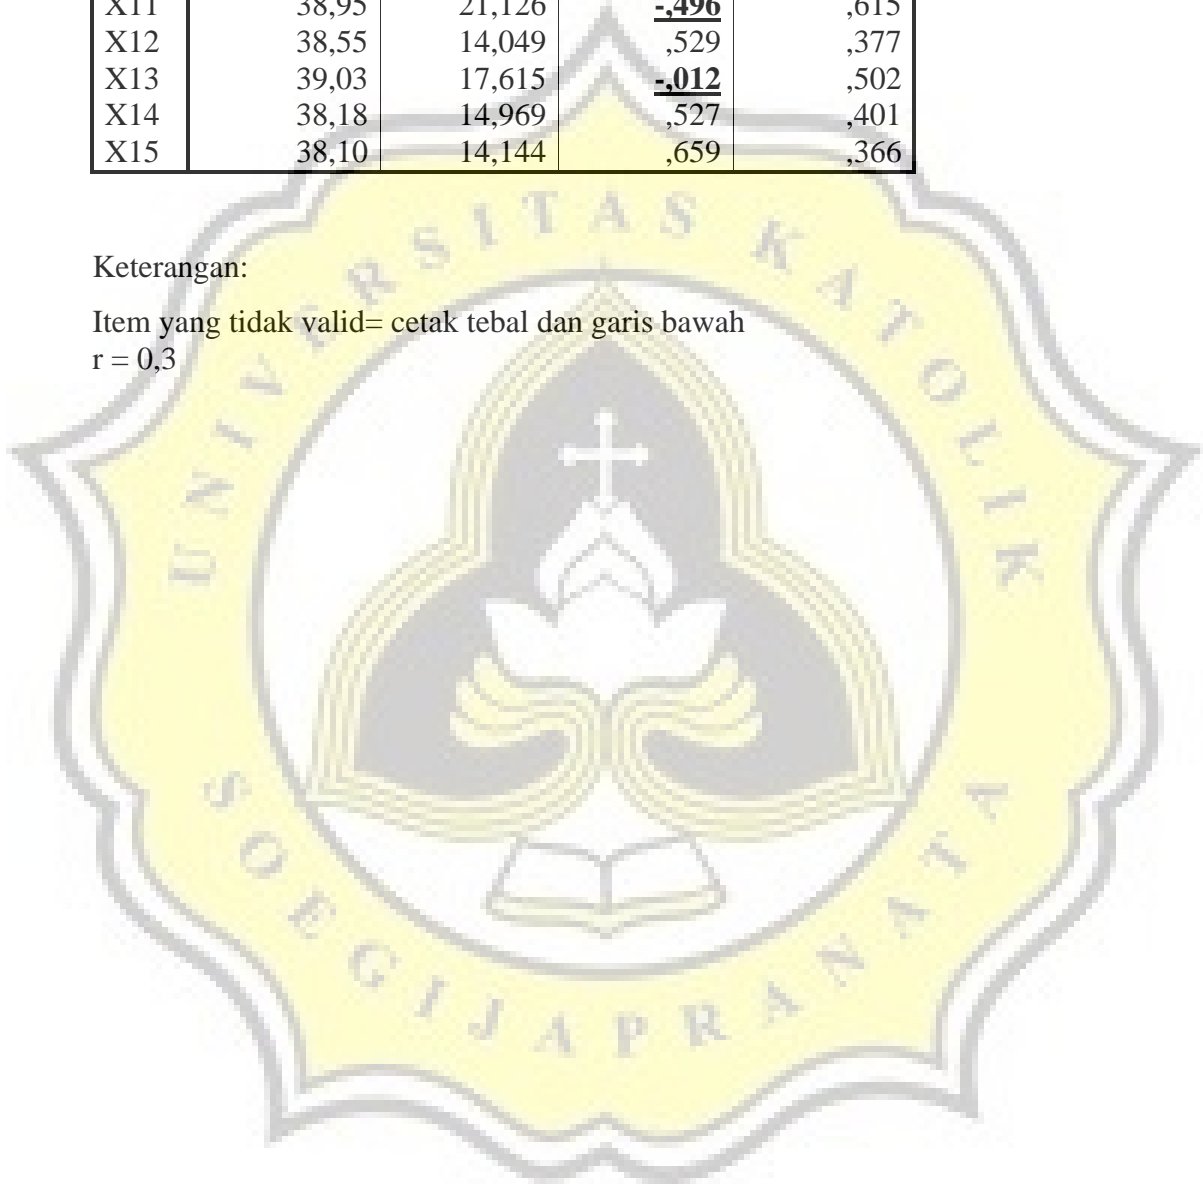 X11 38,95 21,126 -,496 ,615
X12 38,55 14,049 ,529 ,377
X13 39,03 17,615 -,012 ,502
X14 38,18 14,969 ,527 ,401
X15 38,10 14,144 ,659 ,366
Keterangan:
Item yang tidak valid= cetak tebal dan garis bawah
r = 0,3
UNIVERSITAS KATOLIK
SOEGIJAPRANATA